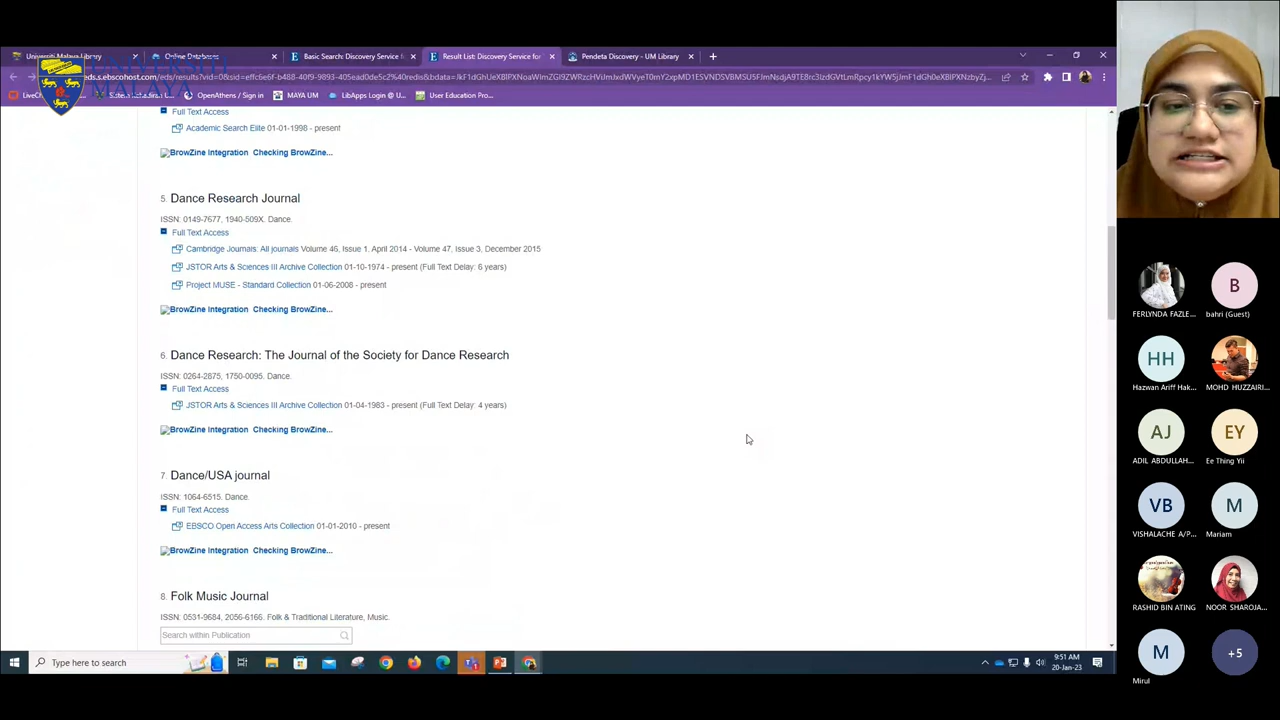 Universiti Malaya Library
Online Databases
Basic Search: Discovery Service f
Result List: Discovery Service for
Pendeta Discovery - UM Library
UNIVERSITI
MALAYA
OpenAthens / Sign in
MAYA UM
LibApps Login @ U...
User Education Pro...
Full Text Access
Academic Search Elite 01-01-1998 - present
BrowZine Integration Checking BrowZine...
5. Dance Research Journal
ISSN: 0149-7677, 1940-509X. Dance.
Full Text Access
Cambridge Journals: All journals Volume 46, Issue 1, April 2014 - Volume 47, Issue 3, December 2015
JSTOR Arts & Sciences III Archive Collection 01-10-1974 - present (Full Text Delay: 6 years)
Project MUSE - Standard Collection 01-06-2008 - present
BrowZine Integration Checking BrowZine...
6. Dance Research: The Journal of the Society for Dance Research
ISSN: 0264-2875, 1750-0095. Dance.
Full Text Access
JSTOR Arts & Sciences III Archive Collection 01-04-1983 - present (Full Text Delay: 4 years)
BrowZine Integration Checking BrowZine...
7. Dance/USA journal
ISSN: 1064-6515. Dance.
Full Text Access
EBSCO Open Access Arts Collection 01-01-2010 - present
BrowZine Integration Checking BrowZine...
8. Folk Music Journal
ISSN: 0531-9684, 2056-6166. Folk & Traditional Literature, Music.
Search within Publication
Type here to search
9:51 AM
20-Jan-23
FERLYNDA FAZLE...
B
bahri (Guest)
HH
Hazwan Ariff Hak...
MOHD HUZZAIRI...
AJ
ADIL ABDULLAH...
EY
Ee Thing Yii
VB
VISHALACHE A/P...
M
Mariam
RASHID BIN ATING
NOOR SHAROJA...
M
Mirul
+5